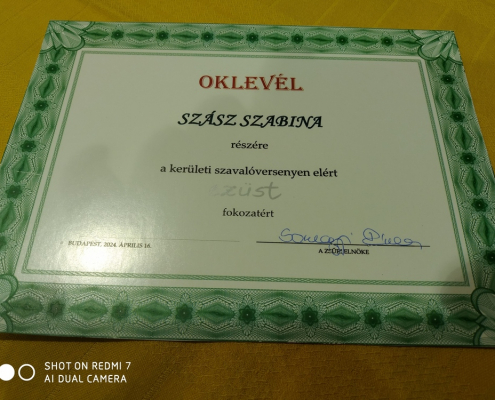 OKLEVÉL
SZÁSZ SZABINA
részére
a kerületi szavalóversenyen elért
ezüst
fokozatért
BUDAPEST, 2024. ÁPRILIS 16.
A ZSŰRI ELNÖKE
SHOT ON REDMI 7
AI DUAL CAMERA